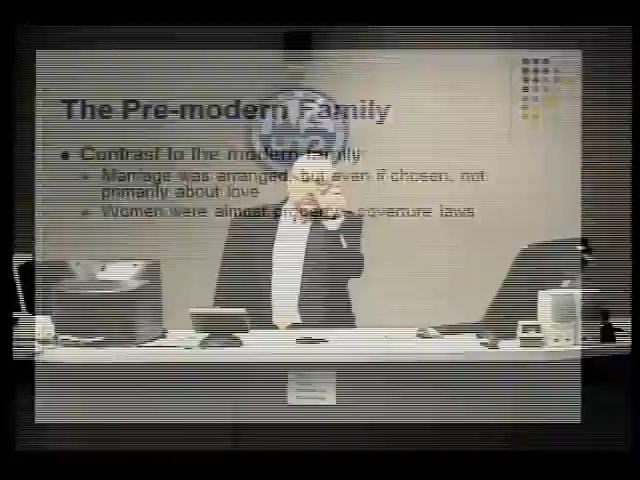 The Pre-modern Family
Contrast to the modern family
Marriage was arranged, but even if chosen, not
primarily about love
Women were almost property - coverture laws